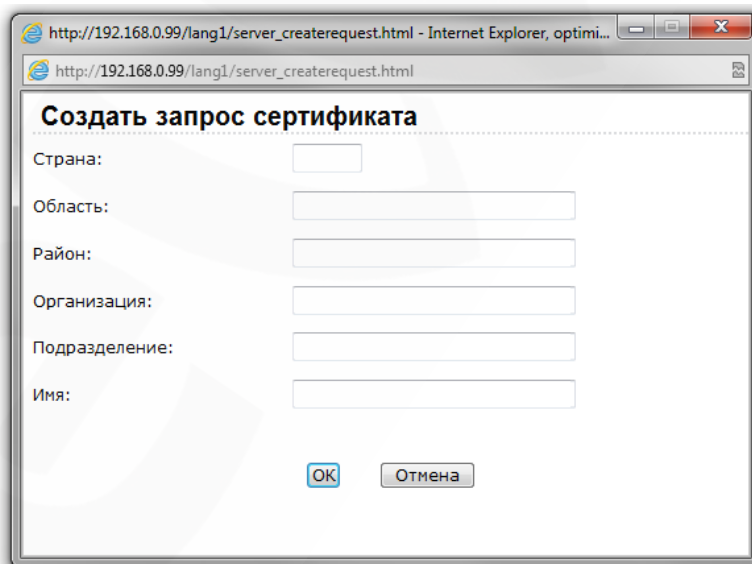 http://192.168.0.99/lang1/server_createrequest.html - Internet Explorer, optimi...
http://192.168.0.99/lang1/server_createrequest.html
Создать запрос сертификата
Страна:
Область:
Район:
Организация:
Подразделение:
Имя:
OK Отмена